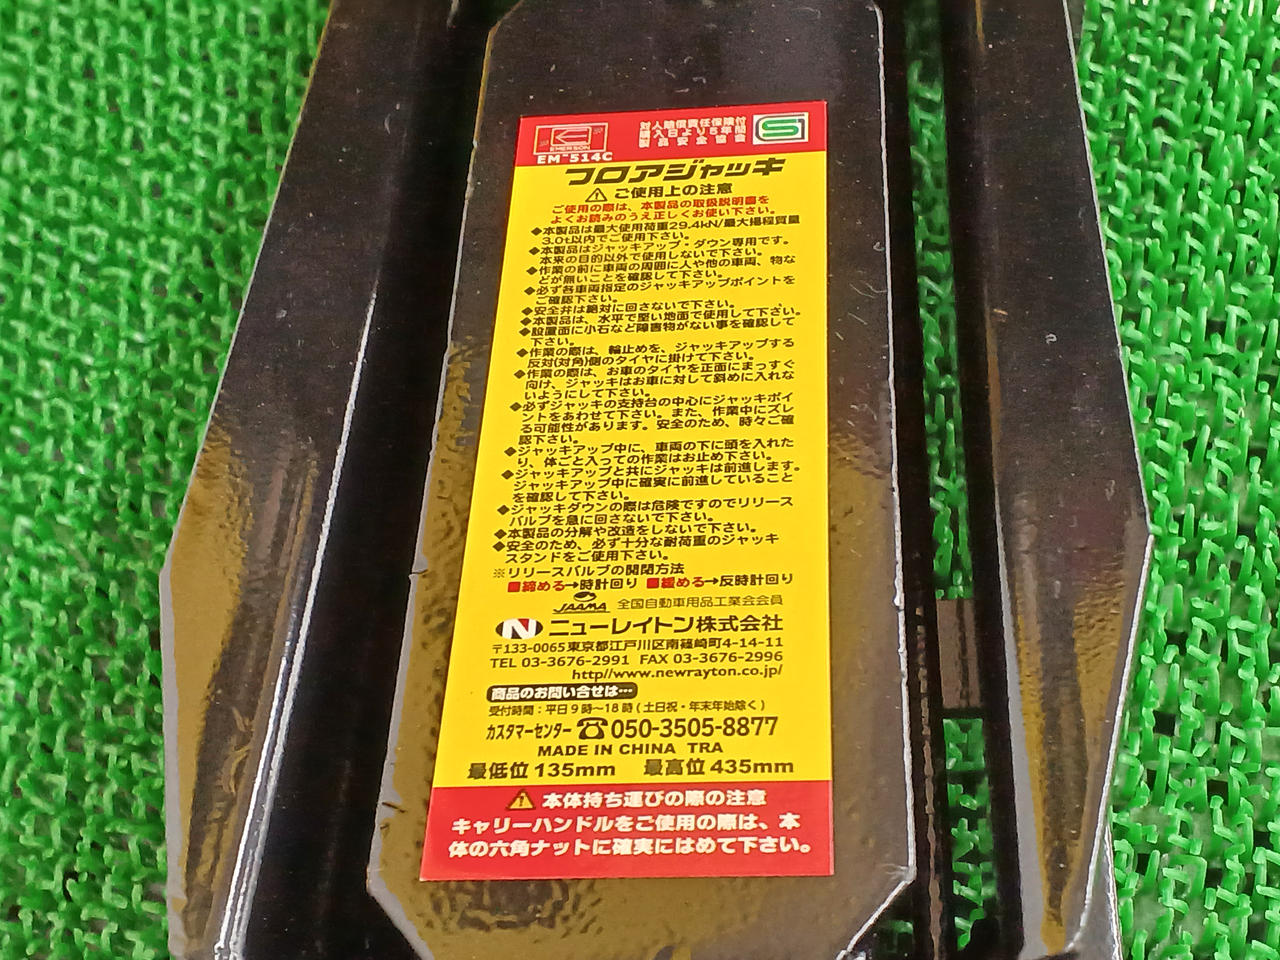 EMERSON
EM-514C
対人賠償責任保険付
購入日より5年間
製品安全協会
S
フロアジャッキ
ご使用上の注意
ご使用の際は、本製品の取扱説明書を
よくお読みのうえ正しくお使い下さい。
◆本製品は最大使用荷重29.4kN/最大揚程質量
3.0t以内でご使用下さい。
◆本製品はジャッキアップ・ダウン専用です。
本来の目的以外で使用しないで下さい。
◆作業の前に車両の周囲に人や他の車両、物な
どが無いことを確認して下さい。
◆必ず各車両指定のジャッキアップポイントを
ご確認下さい。
◆安全弁は絶対に回さないで下さい。
◆本製品は、水平で堅い地面で使用して下さい。
◆設置面に小石など障害物がない事を確認して
下さい。
◆作業の際は、輪止めを、ジャッキアップする
反対(対角)側のタイヤに掛けて下さい。
◆作業の際は、お車のタイヤを正面にまっすぐ
向け、ジャッキはお車に対して斜めに入れな
いようにして下さい。
◆必ずジャッキの支持台の中心にジャッキポイ
ントをあわせて下さい。また、作業中にズレ
る可能性があります。安全のため、時々ご確
認下さい。
◆ジャッキアップ中に、車両の下に頭を入れた
り、体ごと入っての作業はお止め下さい。
◆ジャッキアップと共にジャッキは前進します。
ジャッキアップ中に確実に前進していること
を確認して下さい。
◆ジャッキダウンの際は危険ですのでリリース
バルブを急に回さないで下さい。
◆本製品の分解や改造をしないで下さい。
◆安全のため、必ず十分な耐荷重のジャッキ
スタンドをご使用下さい。
※リリースバルブの開閉方法
■締める→時計回り ■緩める→反時計回り
JAAMA 全国自動車用品工業会会員
N ニューレイトン株式会社
〒133-0065東京都江戸川区南篠崎町4-14-11
TEL 03-3676-2991 FAX 03-3676-2996
http//www.newrayton.co.jp/
商品のお問い合せは…
受付時間：平日9時～18時(土日祝・年末年始除く)
カスタマーセンター ☎050-3505-8877
MADE IN CHINA TRA
最低位135mm 最高位435mm
本体持ち運びの際の注意
キャリーハンドルをご使用の際は、本
体の六角ナットに確実にはめて下さい。